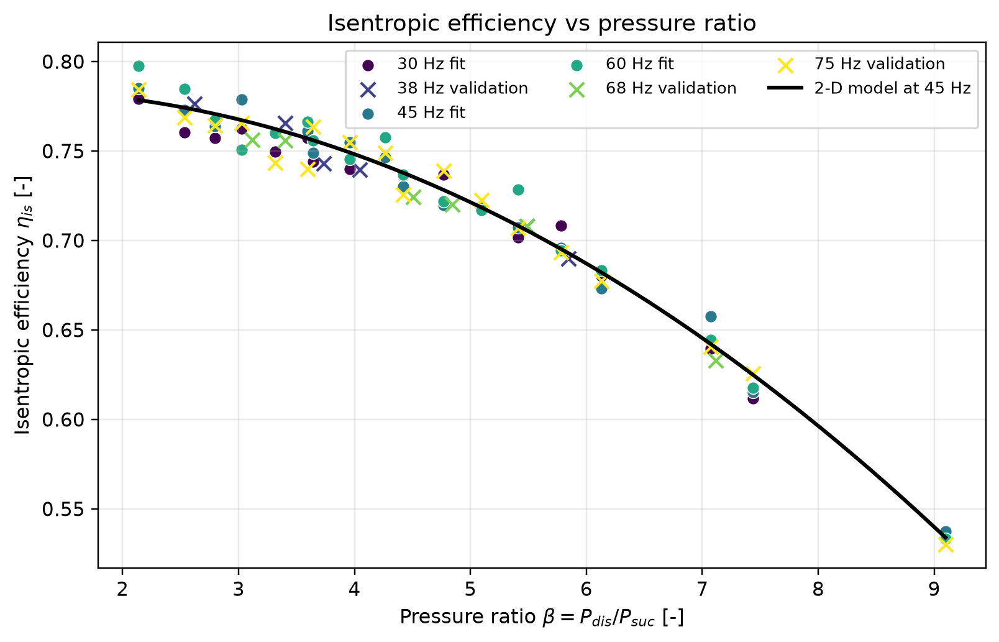 Isentropic efficiency vs pressure ratio
30 Hz fit
38 Hz validation
45 Hz fit
60 Hz fit
68 Hz validation
75 Hz validation
2-D model at 45 Hz
Isentropic efficiency η_is [-]
0.80
0.75
0.70
0.65
0.60
0.55
2 3 4 5 6 7 8 9
Pressure ratio β = P_dis/P_suc [-]